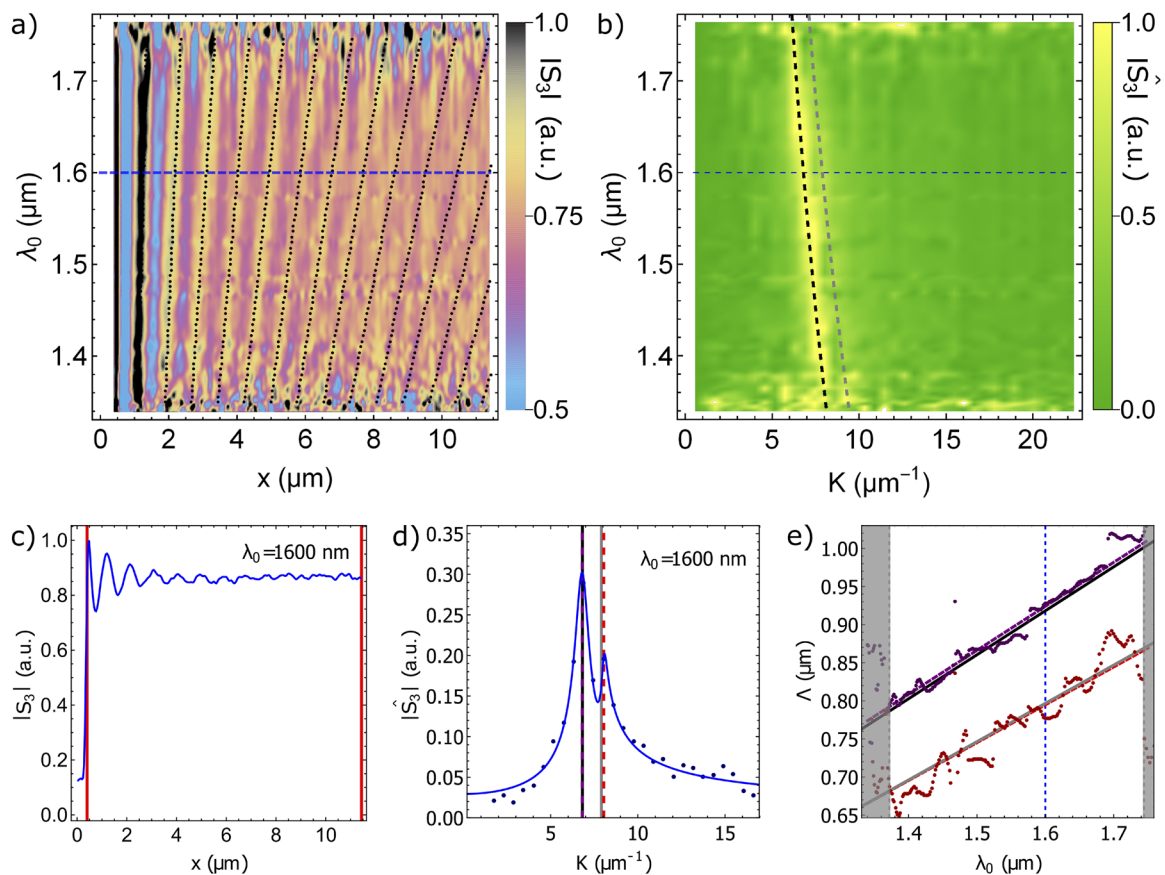 a)
1.7
1.6
1.5
1.4
λ₀ (μm)
0 2 4 6 8 10
x (μm)
1.0
0.75
0.5
|S₃| (a.u.)
b)
1.7
1.6
1.5
1.4
λ₀ (μm)
0 5 10 15 20
K (μm⁻¹)
1.0
0.5
0.0
|Ŝ₃| (a.u.)
c)
λ₀=1600 nm
1.0
0.8
0.6
0.4
0.2
0.0
|S₃| (a.u.)
0 2 4 6 8 10
x (μm)
d)
λ₀=1600 nm
0.35
0.30
0.25
0.20
0.15
0.10
0.05
0.00
|Ŝ₃| (a.u.)
5 10 15
K (μm⁻¹)
e)
1.00
0.95
0.90
0.85
0.80
0.75
0.70
0.65
Λ (μm)
1.4 1.5 1.6 1.7
λ₀ (μm)